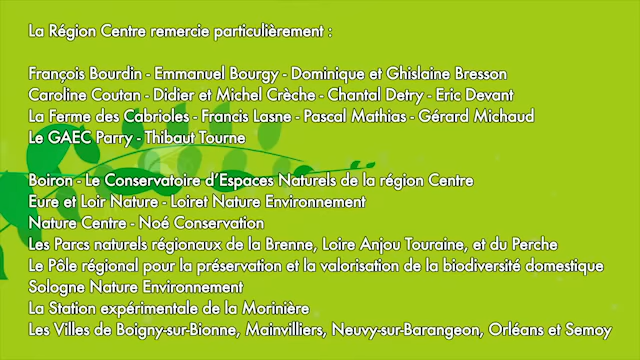 La Région Centre remercie particulièrement :
François Bourdin - Emmanuel Bourgy - Dominique et Ghislaine Bresson
Caroline Coutan - Didier et Michel Crèche - Chantal Detry - Eric Devant
La Ferme des Cabrioles - Francis Lasne - Pascal Mathias - Gérard Michaud
Le GAEC Parry - Thibaut Tourne
Boiron - Le Conservatoire d'Espaces Naturels de la région Centre
Eure et Loir Nature - Loiret Nature Environnement
Nature Centre - Noé Conservation
Les Parcs naturels régionaux de la Brenne, Loire Anjou Touraine, et du Perche
Le Pôle régional pour la préservation et la valorisation de la biodiversité domestique
Sologne Nature Environnement
La Station expérimentale de la Morinière
Les Villes de Boigny-sur-Bionne, Mainvilliers, Neuvy-sur-Barangeon, Orléans et Semoy